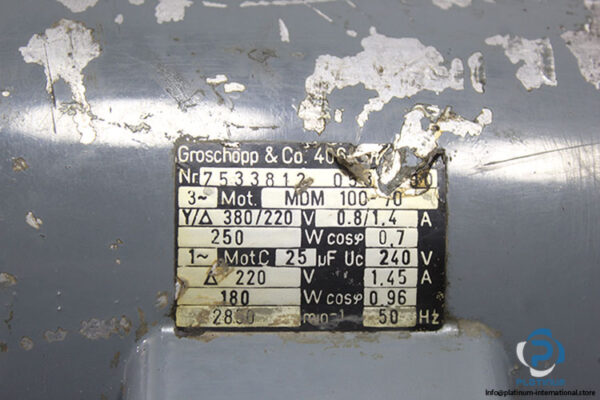 Groschopp & Co. 406
Nr. 7533812
3~ Mot. MDM 100-70
Y/Δ 380/220 V 0.8/1.4 A
250 W cosφ 0,7
1~ Mot C 25 µF Uc 240 V
Δ 220 V 1.45 A
180 W cosφ 0,96
min-1 50 Hz
PLATINUM
info@platinum-international.store